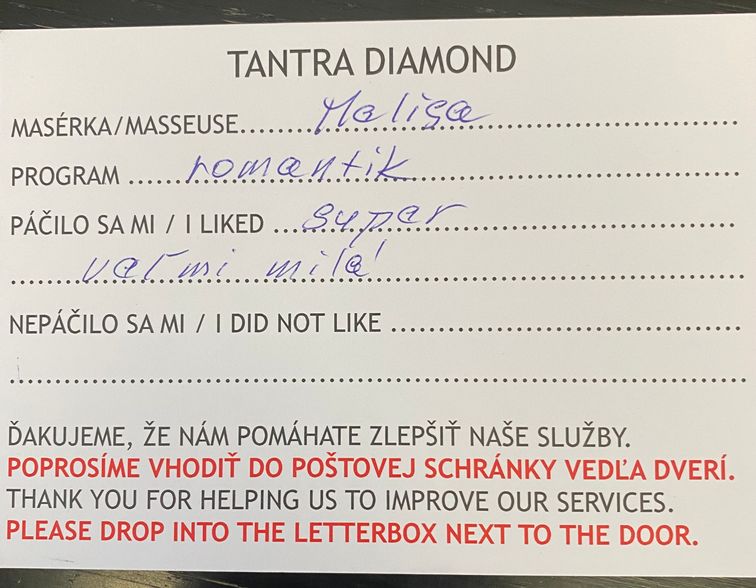 TANTRA DIAMOND
MASÉRKA/MASSEUSE.......Malisa.......
PROGRAM ......romantik.......
PÁČILO SA MI / I LIKED ...super.......
.......veľmi milá.......
NEPÁČILO SA MI / I DID NOT LIKE .......
.......
ĎAKUJEME, ŽE NÁM POMÁHATE ZLEPŠIŤ NAŠE SLUŽBY.
POPROSÍME VHODIŤ DO POŠTOVEJ SCHRÁNKY VEDĽA DVERÍ.
THANK YOU FOR HELPING US TO IMPROVE OUR SERVICES.
PLEASE DROP INTO THE LETTERBOX NEXT TO THE DOOR.